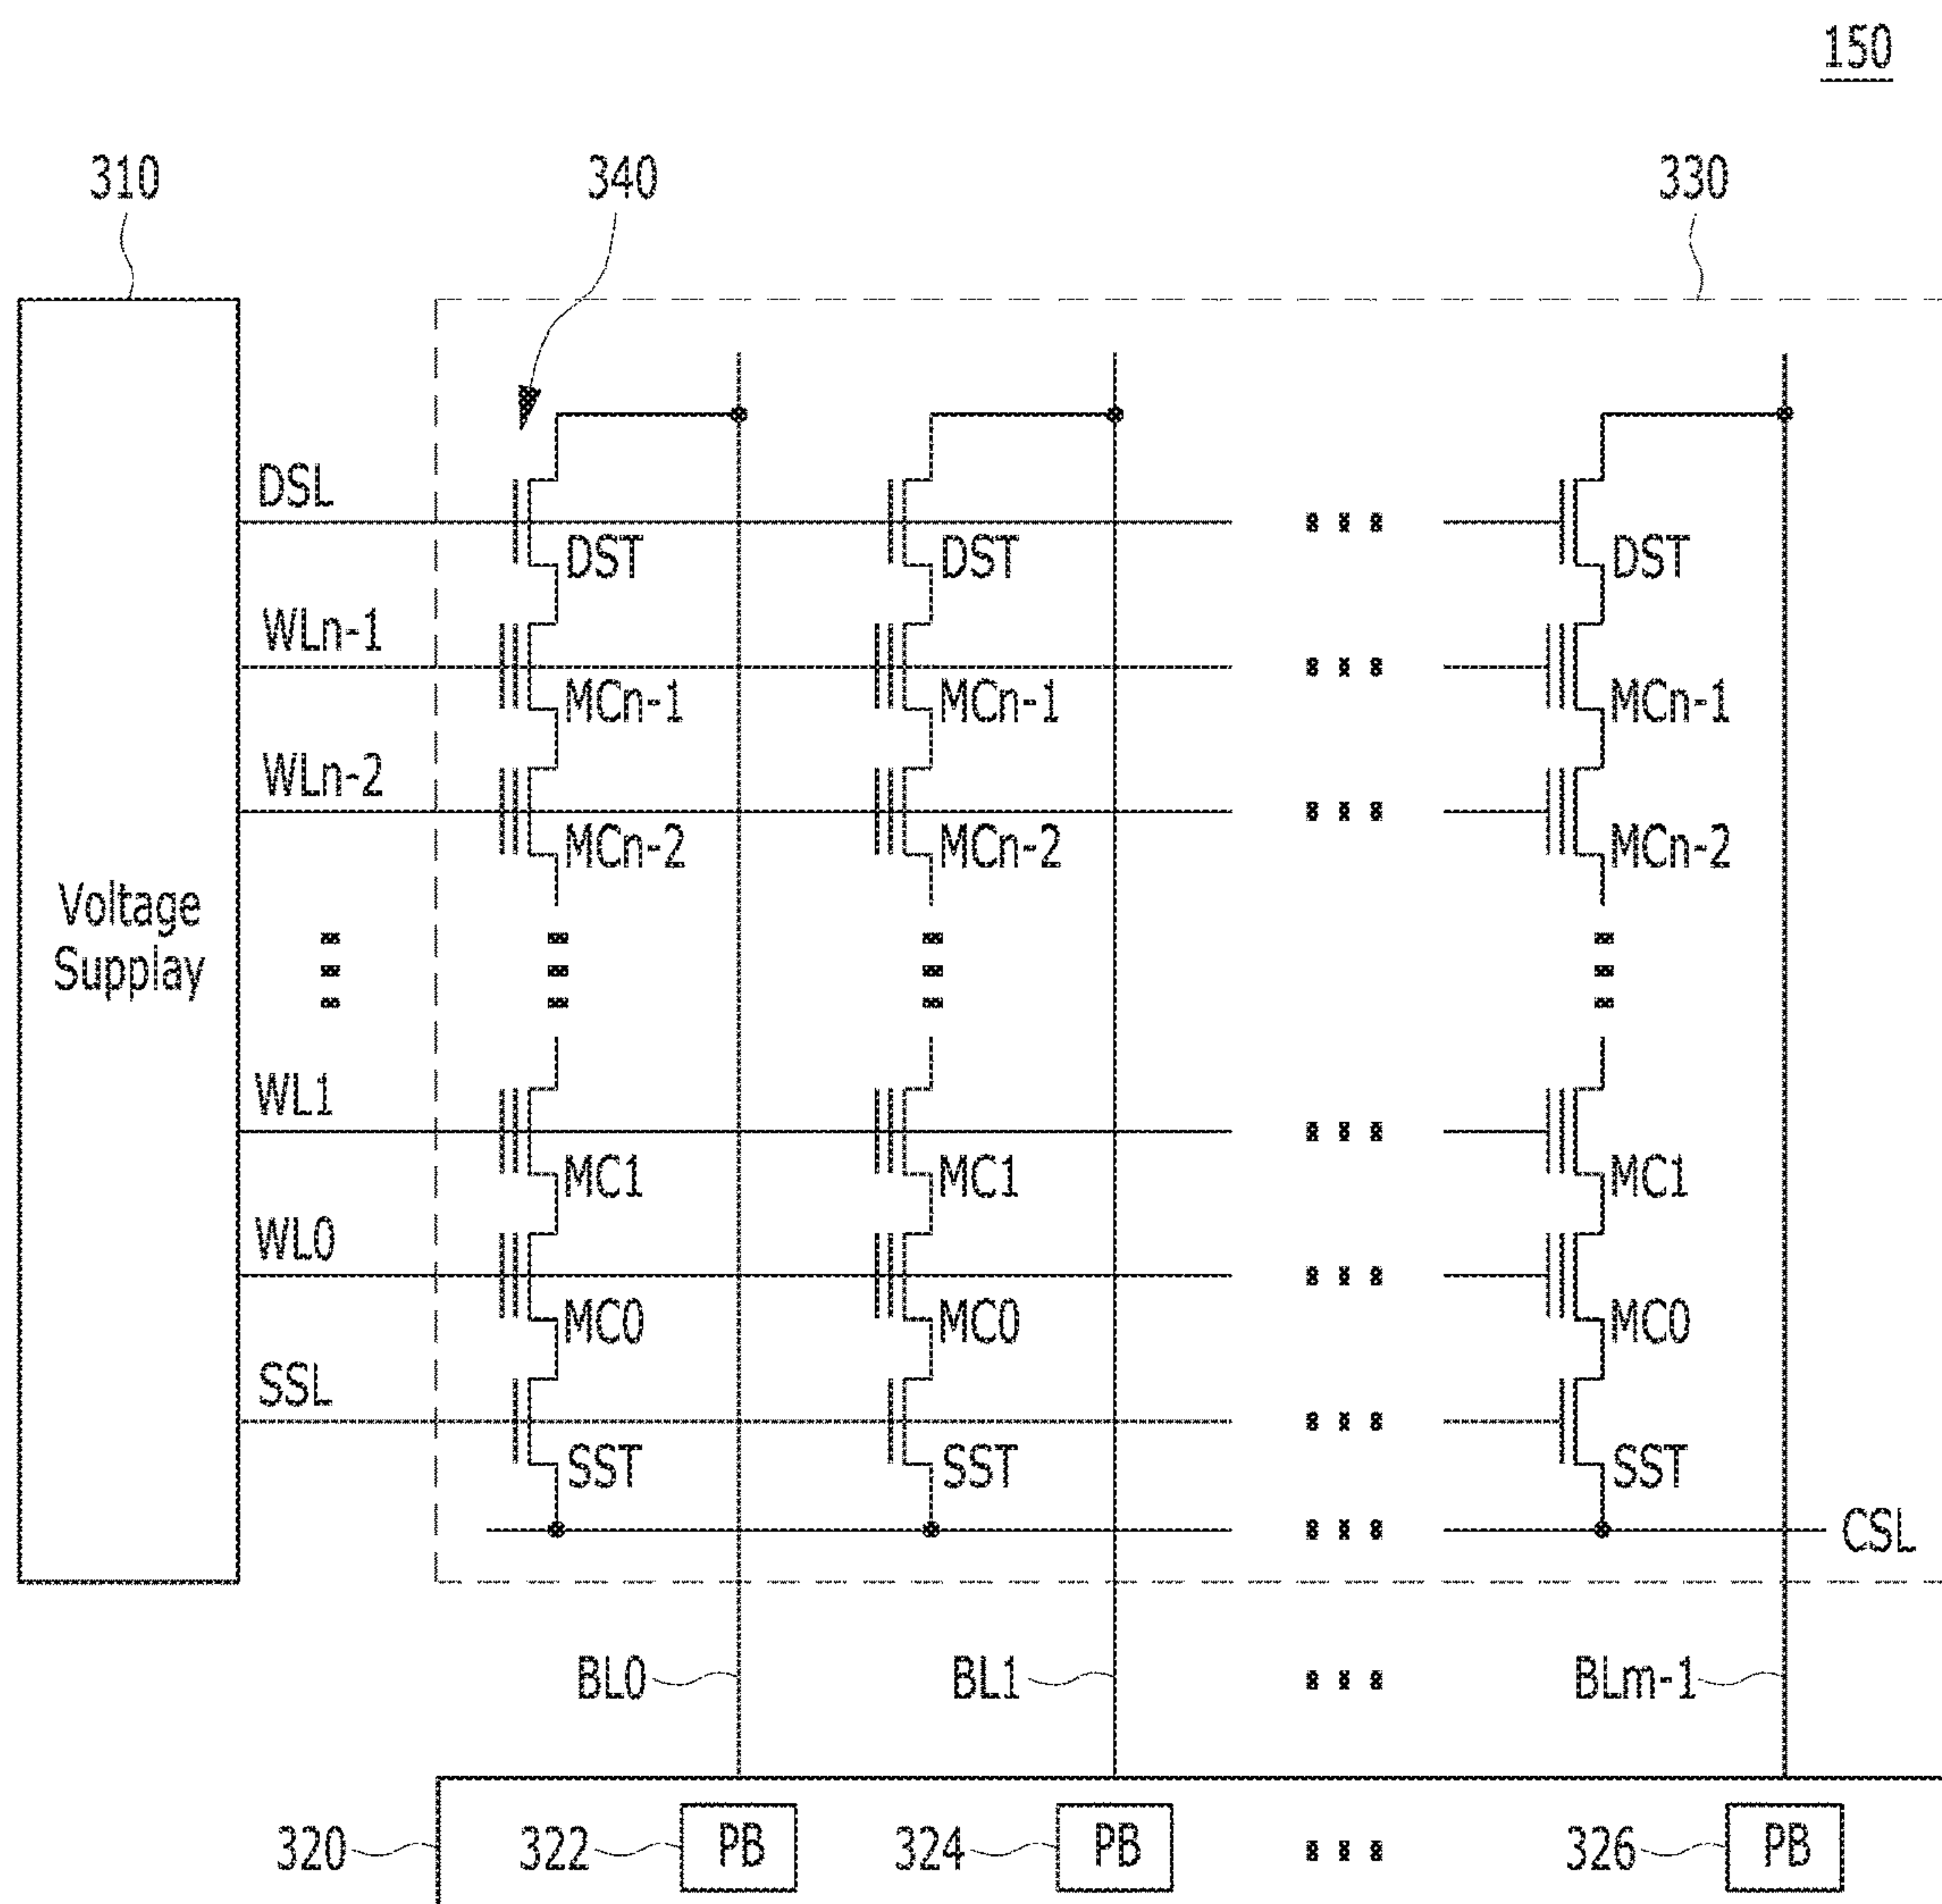 150
310 340 330
DSL
DST DST DST
WLn-1
MCn-1 MCn-1 MCn-1
WLn-2
MCn-2 MCn-2 MCn-2
Voltage
Supplay
WL1
MC1 MC1 MC1
WL0
MC0 MC0 MC0
SSL
SST SST SST
CSL
BL0 BL1 BLm-1
320 322 PB 324 PB 326 PB